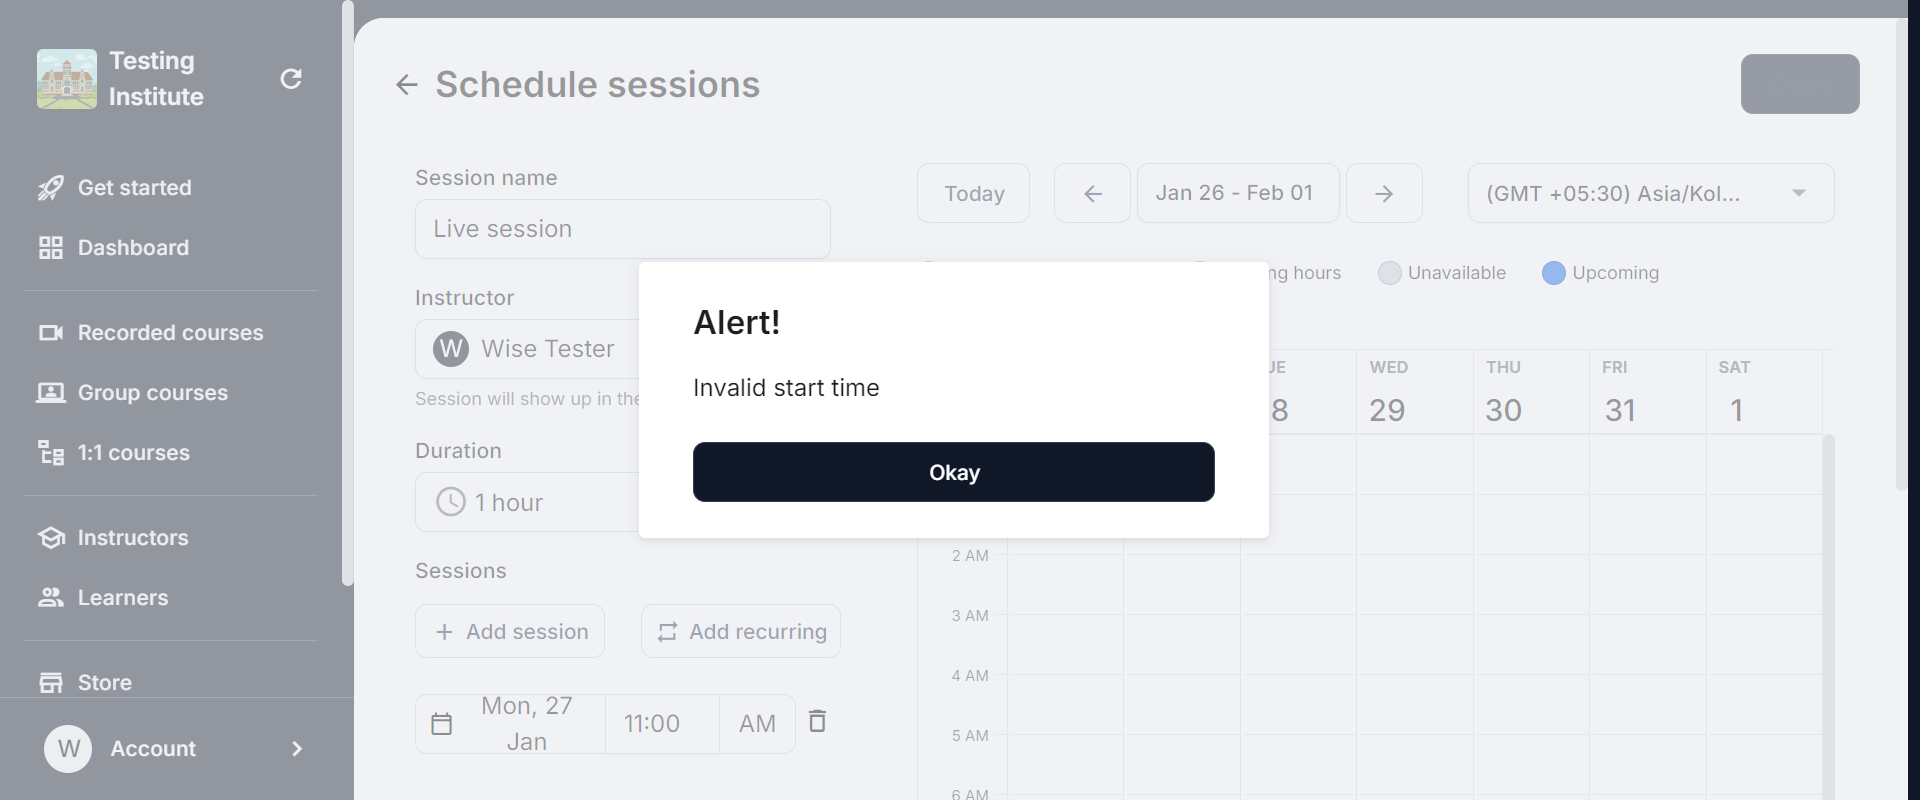 Testing
Institute
Get started
Dashboard
Recorded courses
Group courses
1:1 courses
Instructors
Learners
Store
W
Account
Schedule sessions
Session name
Live session
Instructor
W
Wise Tester
Session will show up in the
Duration
1 hour
Sessions
Add session
Add recurring
Mon, 27
Jan
11:00
AM
Today
Jan 26 - Feb 01
(GMT +05:30) Asia/Kol...
hours
Unavailable
Upcoming
WED
THU
FRI
SAT
8
29
30
31
1
2 AM
3 AM
4 AM
5 AM
6 AM
Alert!
Invalid start time
Okay